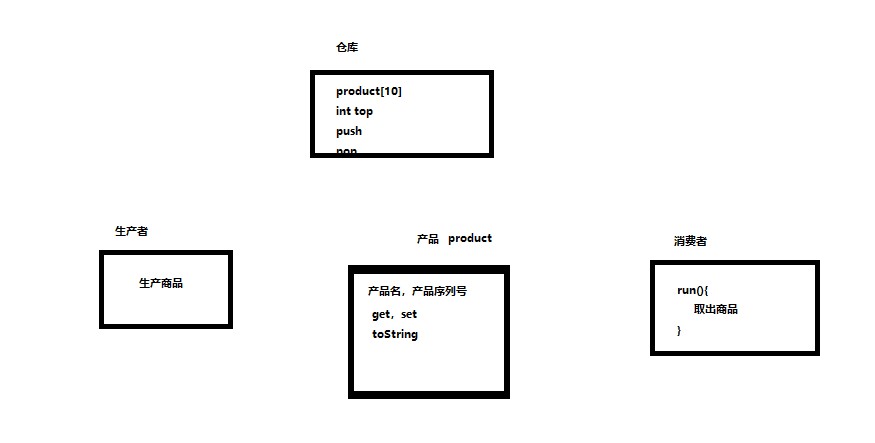 仓库
product[10]
int top
push
pop
生产者
生产商品
产品 product
产品名，产品序列号
get，set
toString
消费者
run(){
取出商品
}